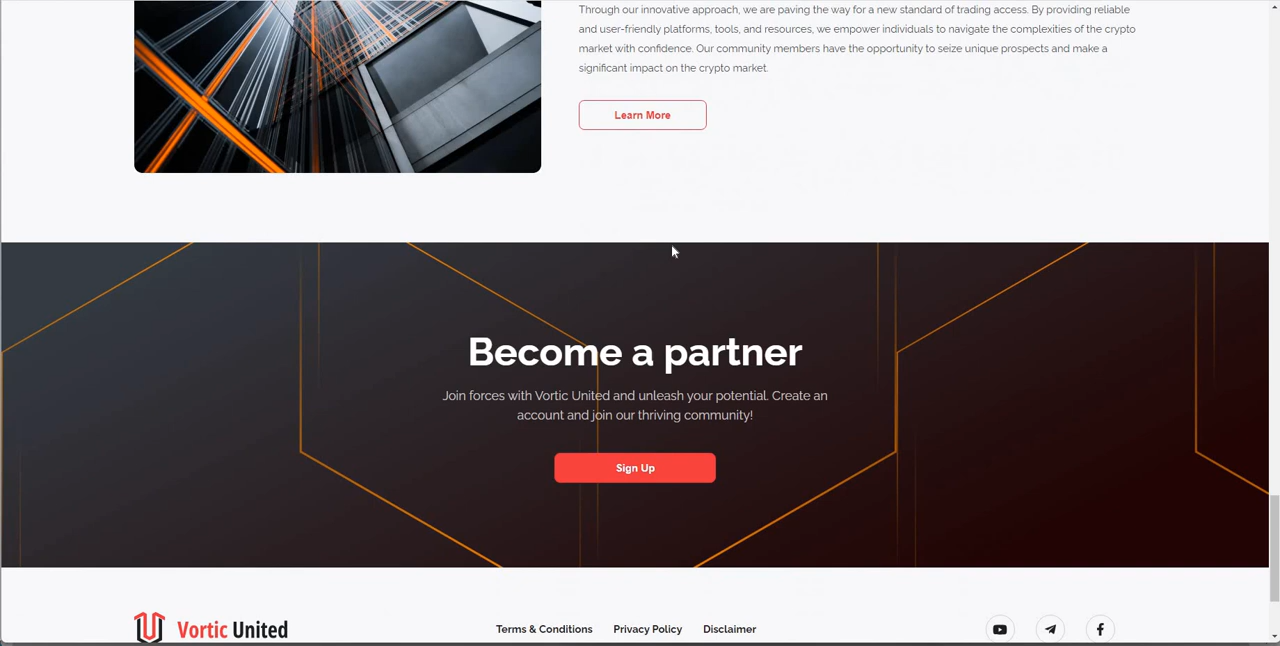 Through our innovative approach, we are paving the way for a new standard of trading access. By providing reliable
and user-friendly platforms, tools, and resources, we empower individuals to navigate the complexities of the crypto
market with confidence. Our community members have the opportunity to seize unique prospects and make a
significant impact on the crypto market.
Learn More
Become a partner
Join forces with Vortic United and unleash your potential. Create an
account and join our thriving community!
Sign Up
Vortic United
Terms & Conditions
Privacy Policy
Disclaimer